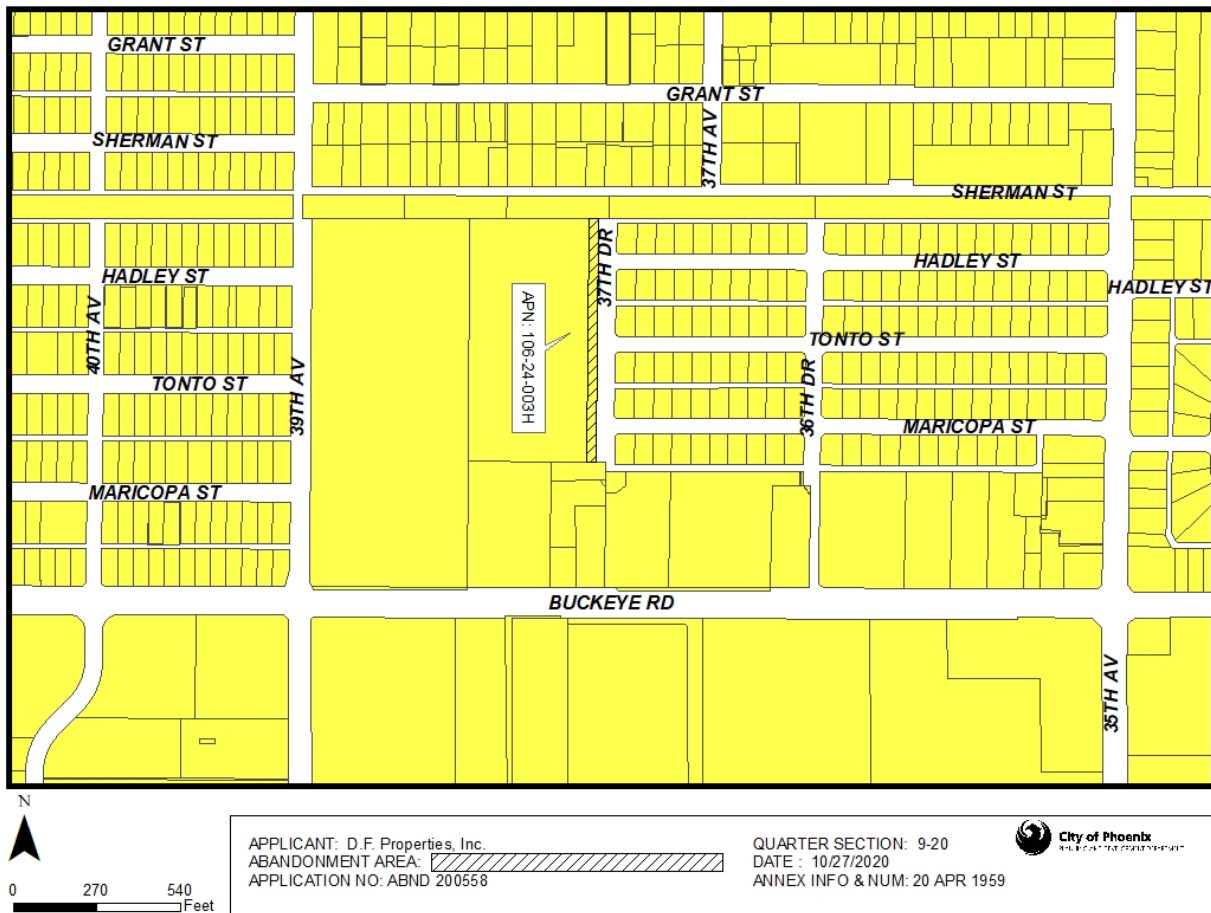 GRANT ST
GRANT ST
37TH AV
SHERMAN ST
SHERMAN ST
37TH DR
HADLEY ST
HADLEY ST
HADLEY ST
40TH AV
APN: 106-24-003H
TONTO ST
39TH AV
36TH DR
TONTO ST
MARICOPA ST
MARICOPA ST
BUCKEYE RD
35TH AV
N
0 270 540
Feet
APPLICANT: D.F. Properties, Inc.
ABANDONMENT AREA:
APPLICATION NO: ABND 200558
QUARTER SECTION: 9-20
DATE : 10/27/2020
ANNEX INFO & NUM: 20 APR 1959
City of Phoenix